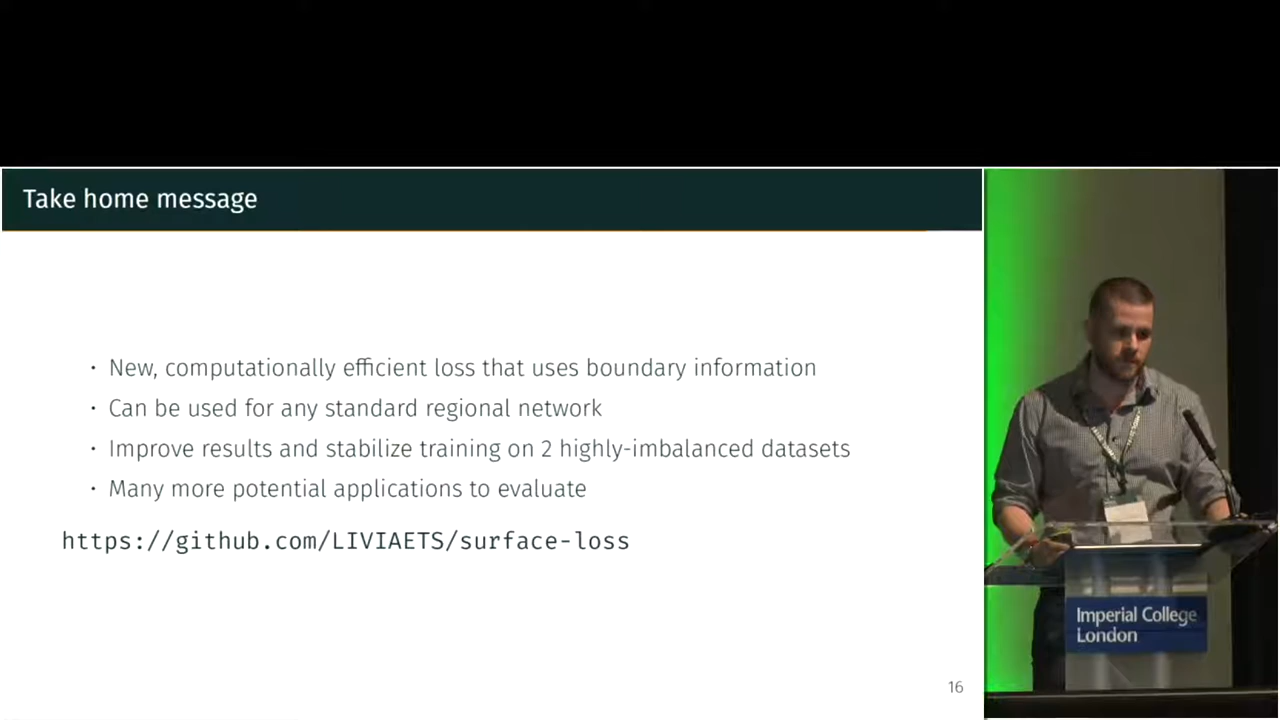 Take home message
· New, computationally efficient loss that uses boundary information
· Can be used for any standard regional network
· Improve results and stabilize training on 2 highly-imbalanced datasets
· Many more potential applications to evaluate
https://github.com/LIVIAETS/surface-loss
16
Imperial College
London